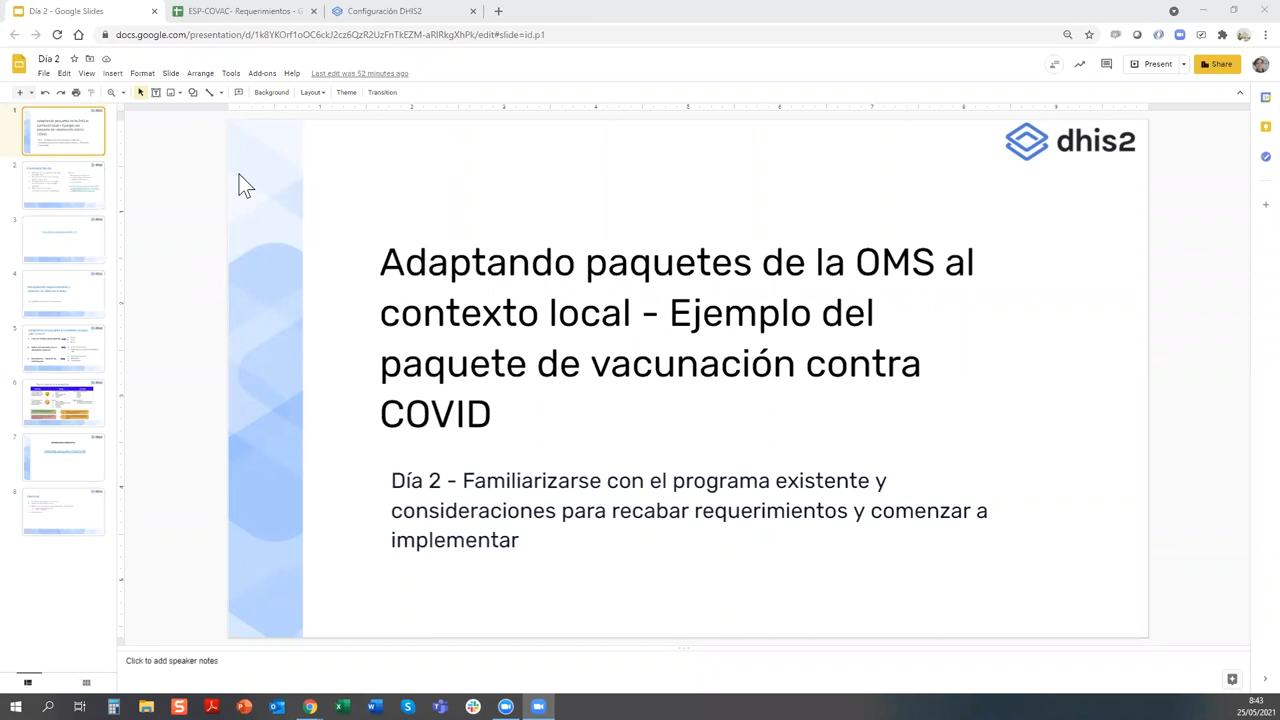 Día 2 - Google Slides
ESP-COVAC- Requerimientos - G
Configuración DHIS2
docs.google.com/presentation/d/1k8YKOrf1oOC6ckJ2cz6QzR2UzFnTkEZM-aRlRkgXhPk/edit#slide=id.p1
Día 2
File Edit View Insert Format Slide Arrange Tools Add-ons Help Last edit was 52 minutes ago
Present
Share
Background Layout Theme Transition
dhis2
Adaptando paquetes de la OMS al
contexto local - Ejemplo del
paquete de vacunación contra
COVID
Día 2 - Familiarizarse con el programa existente y
consideraciones para recabar requerimientos y comenzar a
implementar
Click to add speaker notes
8:43
25/05/2021